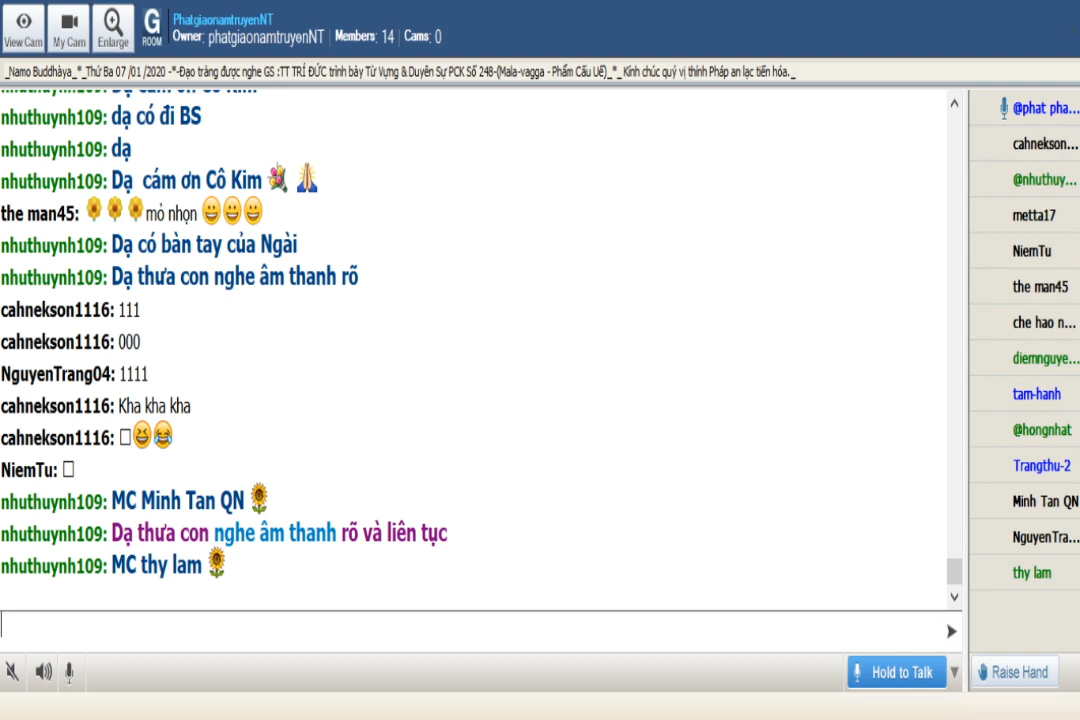 PhatgiaonamtruyenNT
View Cam My Cam Enlarge G ROOM Owner: phatgiaonamtruyenNT Members: 14 Cams: 0
_Namo Buddhàya_*_Thứ Ba 07 /01 /2020 -*-Đạo tràng được nghe GS :TT TRÍ ĐỨC trình bày Từ Vựng & Duyên Sự PCK Số 248-(Mala-vagga - Phẩm Cấu Uế)_*_ Kính chúc quý vị thính Pháp an lạc tiến hóa._
nhuthuynh109: Dạ cám ơn Cô Kim
nhuthuynh109: dạ có đi BS
nhuthuynh109: dạ
nhuthuynh109: Dạ cám ơn Cô Kim 💐 🙏
the man45: 🌼🌼🌼mỏ nhọn 😀😀😀
nhuthuynh109: Dạ có bàn tay của Ngài
nhuthuynh109: Dạ thưa con nghe âm thanh rõ
cahnekson1116: 111
cahnekson1116: 000
NguyenTrang04: 1111
cahnekson1116: Kha kha kha
cahnekson1116: □😆😂
NiemTu: □
nhuthuynh109: MC Minh Tan QN 🌻
nhuthuynh109: Dạ thưa con nghe âm thanh rõ và liên tục
nhuthuynh109: MC thy lam 🌻
@phat pha...
cahnekson...
@nhuthuy...
metta17
NiemTu
the man45
che hao n...
diemnguye...
tam-hanh
@hongnhat
Trangthu-2
Minh Tan QN
NguyenTra...
thy lam
Hold to Talk
Raise Hand